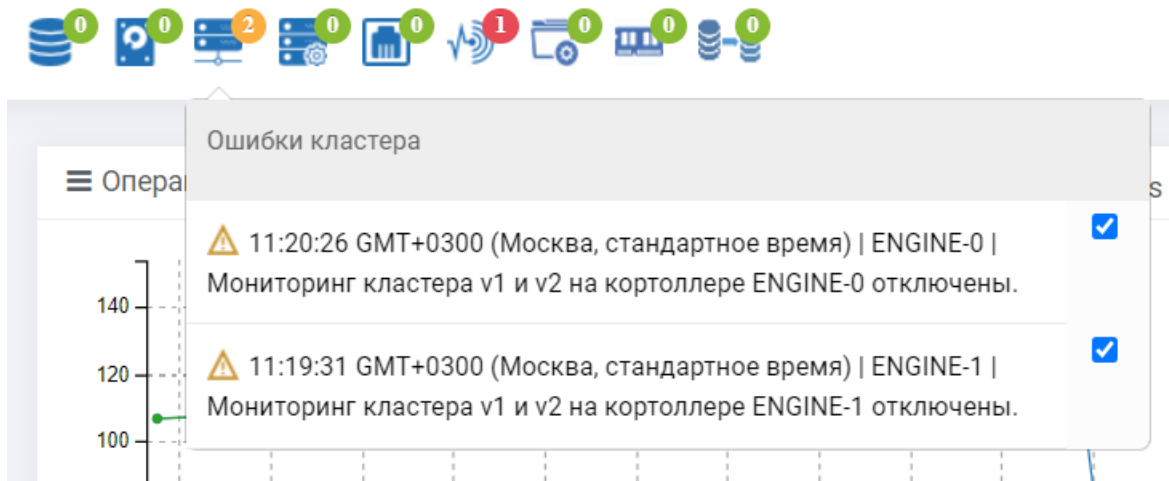 0 0 2 0 0 1 0 0 0
Ошибки кластера
Опера
s
11:20:26 GMT+0300 (Москва, стандартное время) | ENGINE-0 |
Мониторинг кластера v1 и v2 на кортоллере ENGINE-0 отключены.
140
11:19:31 GMT+0300 (Москва, стандартное время) | ENGINE-1 |
120
Мониторинг кластера v1 и v2 на кортоллере ENGINE-1 отключены.
100